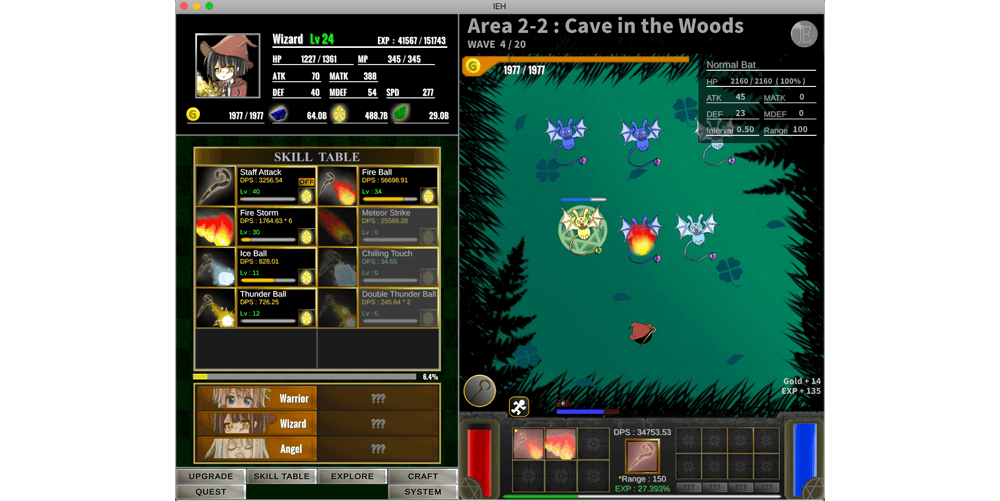 IEH
Wizard Lv 24 EXP : 41567 / 151743
HP 1227 / 1361 MP 345 / 345
ATK 70 MATK 388
DEF 40 MDEF 54 SPD 277
G 1977 / 1977 64.0B 488.7B 29.0B
SKILL TABLE
Staff Attack
DPS : 3256.54
OFF
Lv : 40
Fire Ball
DPS : 56698.91
Lv : 34
Fire Storm
DPS : 1764.63 * 6
Lv : 30
Meteor Strike
DPS : 25586.28
Lv : 0
Ice Ball
DPS : 828.01
Lv : 11
Chilling Touch
DPS : 34.55
Lv : 0
Thunder Ball
DPS : 726.25
Lv : 12
Double Thunder Ball
DPS : 245.64 * 2
Lv : 0
6.4%
Warrior ???
Wizard ???
Angel ???
UPGRADE SKILL TABLE EXPLORE CRAFT
QUEST SYSTEM
Area 2-2 : Cave in the Woods
WAVE 4 / 20
G 1977 / 1977
Normal Bat
HP 2160 / 2160 ( 100% )
ATK 45 MATK 0
DEF 23 MDEF 0
Interval 0.50 Range 100
Gold + 14
EXP + 135
DPS : 34753.53
*Range : 150
EXP : 27.393%
??? ??? ??? ???